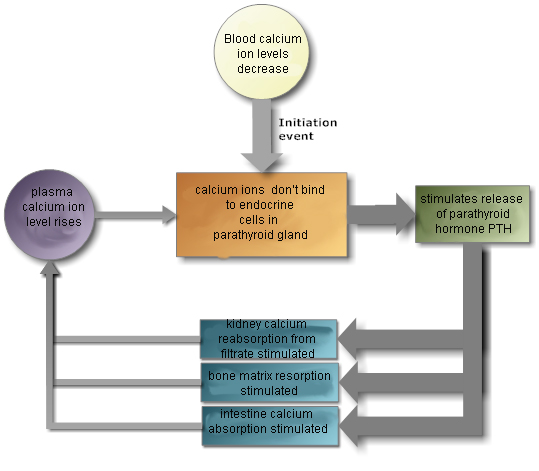 Blood calcium
ion levels
decrease
Initiation
event
plasma
calcium ion
level rises
calcium ions don't bind
to endocrine
cells in
parathyroid gland
stimulates release
of parathyroid
hormone PTH
kidney calcium
reabsorption from
filtrate stimulated
bone matrix resorption
stimulated
intestine calcium
absorption stimulated